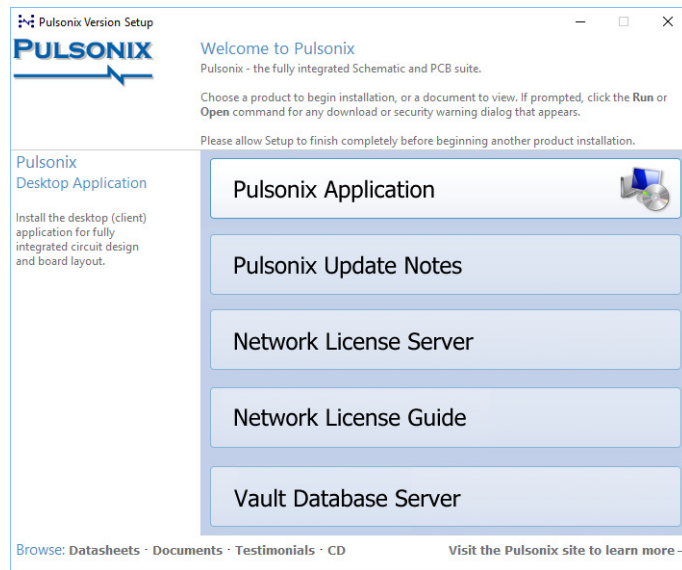 Pulsonix Version Setup
PULSONIX
Welcome to Pulsonix
Pulsonix - the fully integrated Schematic and PCB suite.
Choose a product to begin installation, or a document to view. If prompted, click the Run or
Open command for any download or security warning dialog that appears.
Please allow Setup to finish completely before beginning another product installation.
Pulsonix
Desktop Application
Install the desktop (client)
application for fully
integrated circuit design
and board layout.
Pulsonix Application
Pulsonix Update Notes
Network License Server
Network License Guide
Vault Database Server
Browse: Datasheets · Documents · Testimonials · CD
Visit the Pulsonix site to learn more